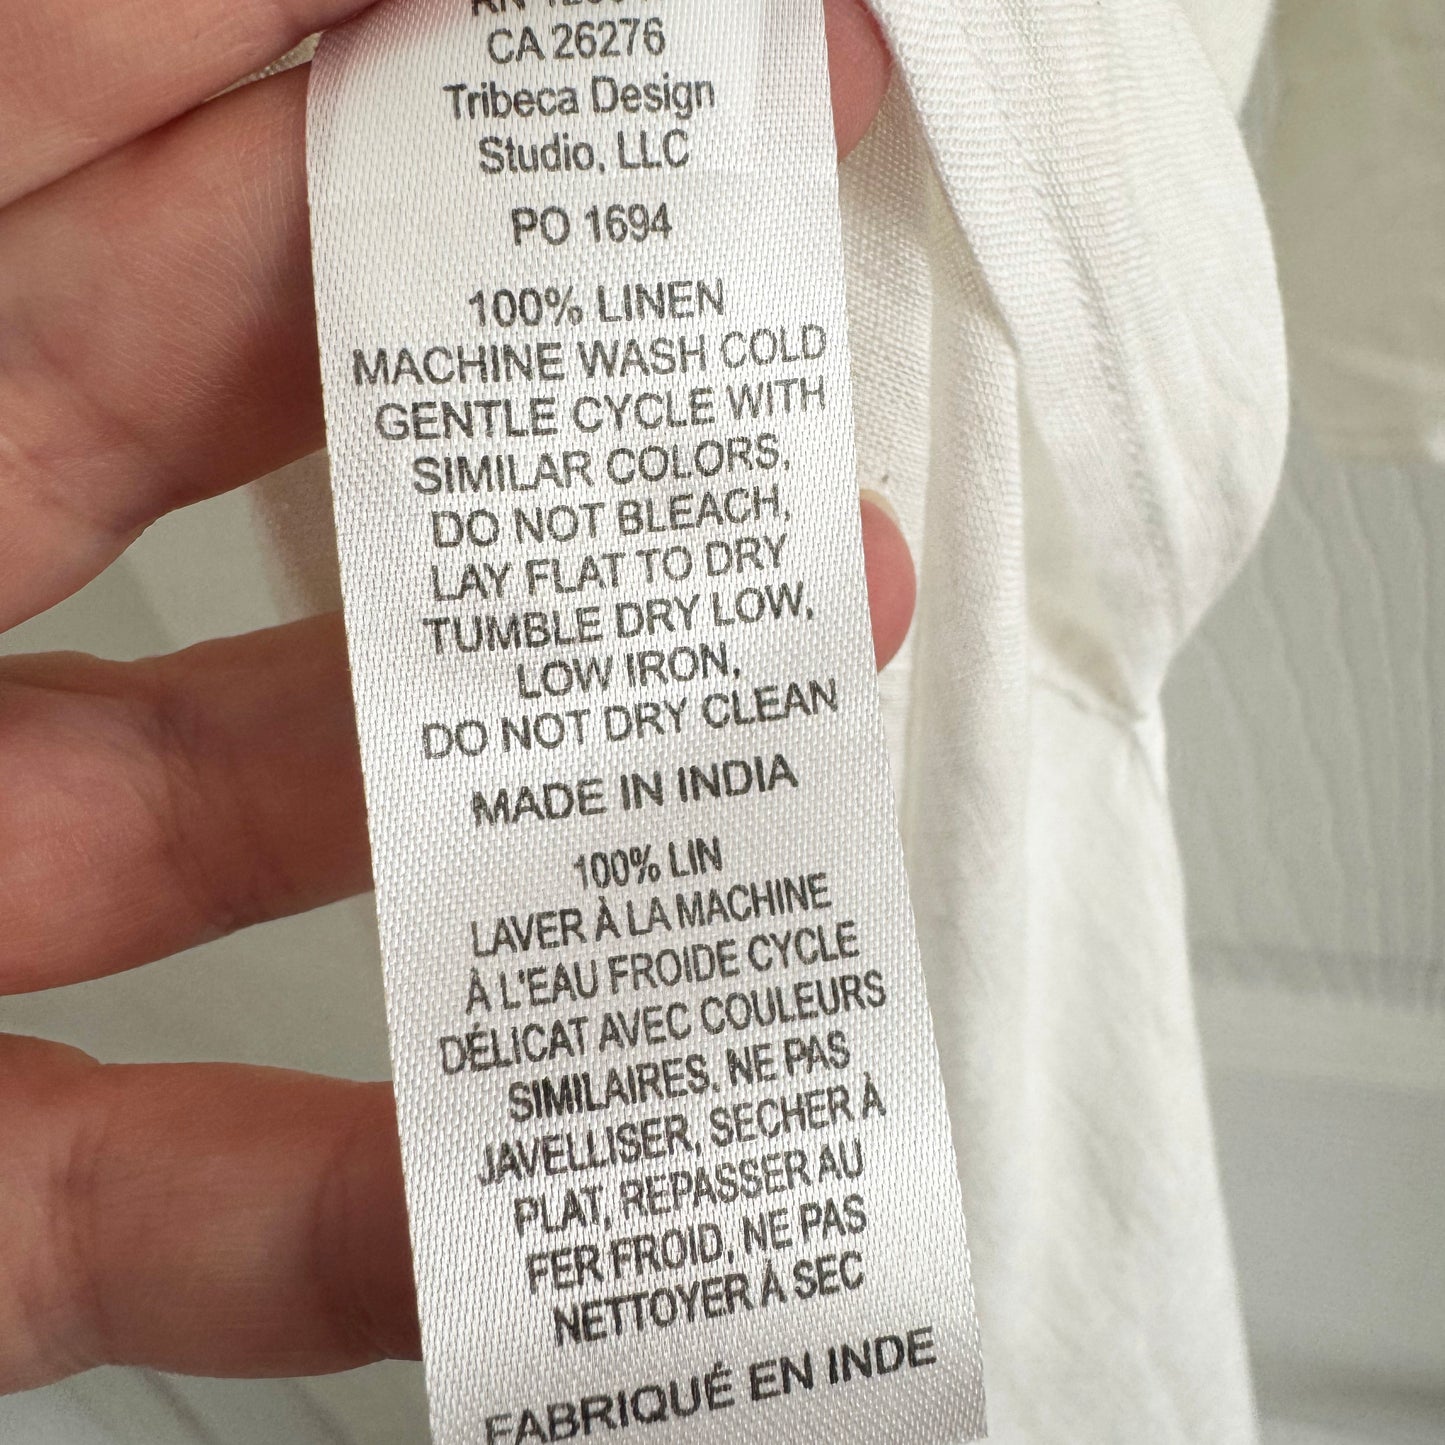 CA 26276
Tribeca Design
Studio, LLC
PO 1694
100% LINEN
MACHINE WASH COLD
GENTLE CYCLE WITH
SIMILAR COLORS,
DO NOT BLEACH,
LAY FLAT TO DRY
TUMBLE DRY LOW,
LOW IRON,
DO NOT DRY CLEAN
MADE IN INDIA
100% LIN
LAVER À LA MACHINE
À L'EAU FROIDE CYCLE
DÉLICAT AVEC COULEURS
SIMILAIRES, NE PAS
JAVELLISER, SECHER À
PLAT, REPASSER AU
FER FROID, NE PAS
NETTOYER À SEC
FABRIQUÉ EN INDE